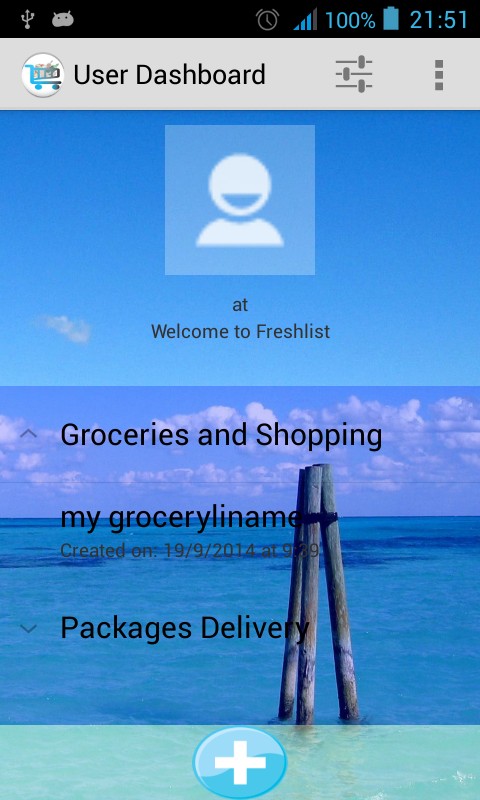 100% 21:51
User Dashboard
at
Welcome to Freshlist
Groceries and Shopping
my groceryliname
Created on: 19/9/2014 at 9:39
Packages Delivery